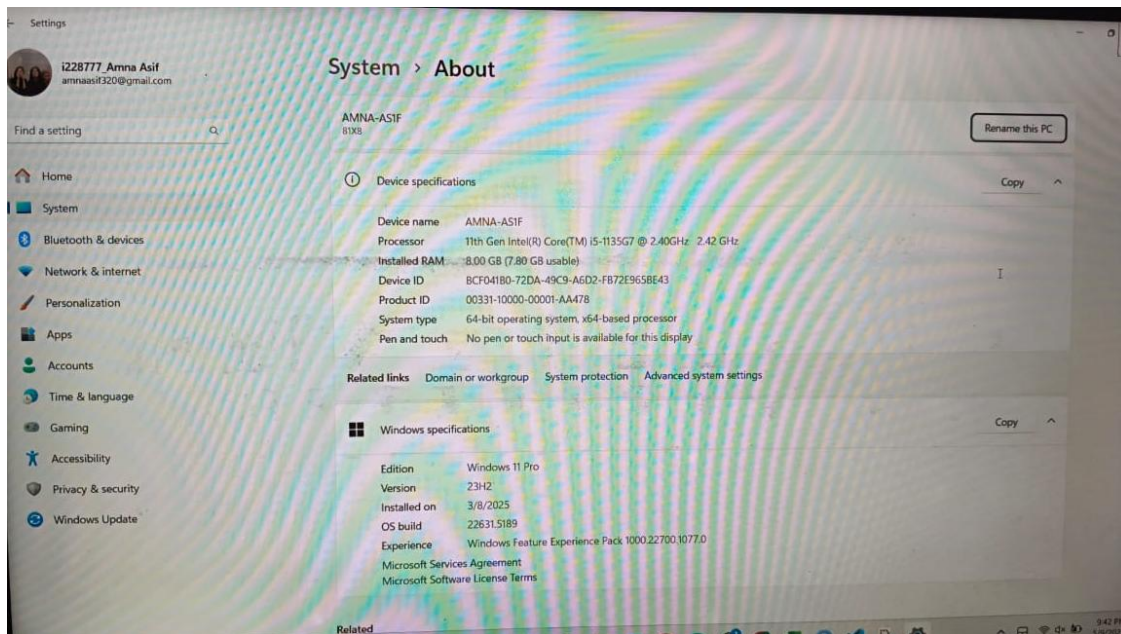 Settings
i228777_Amna Asif
amnaasif320@gmail.com
Find a setting
Home
System
Bluetooth & devices
Network & internet
Personalization
Apps
Accounts
Time & language
Gaming
Accessibility
Privacy & security
Windows Update
System > About
AMNA-AS1F
81X8
Rename this PC
Device specifications
Copy
Device name AMNA-AS1F
Processor 11th Gen Intel(R) Core(TM) i5-1135G7 @ 2.40GHz 2.42 GHz
Installed RAM 8.00 GB (7.80 GB usable)
Device ID BCF041B0-72DA-49C9-A6D2-FB72E965BE43
Product ID 00331-10000-00001-AA478
System type 64-bit operating system, x64-based processor
Pen and touch No pen or touch input is available for this display
Related links Domain or workgroup System protection Advanced system settings
Windows specifications
Copy
Edition Windows 11 Pro
Version 23H2
Installed on 3/8/2025
OS build 22631.5189
Experience Windows Feature Experience Pack 1000.22700.1077.0
Microsoft Services Agreement
Microsoft Software License Terms
Related
9:42